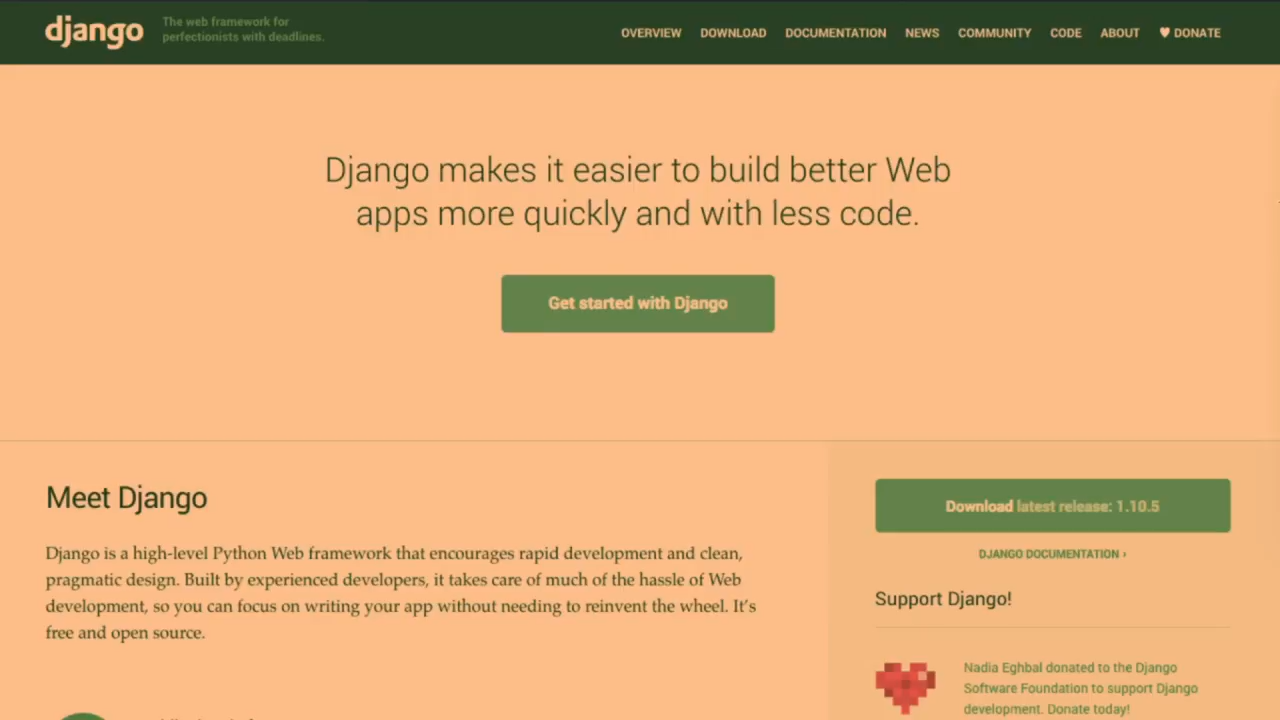 django
The web framework for
perfectionists with deadlines.
OVERVIEW DOWNLOAD DOCUMENTATION NEWS COMMUNITY CODE ABOUT DONATE
Django makes it easier to build better Web
apps more quickly and with less code.
Get started with Django
Meet Django
Django is a high-level Python Web framework that encourages rapid development and clean,
pragmatic design. Built by experienced developers, it takes care of much of the hassle of Web
development, so you can focus on writing your app without needing to reinvent the wheel. It’s
free and open source.
Download latest release: 1.10.5
DJANGO DOCUMENTATION ›
Support Django!
Nadia Eghbal donated to the Django
Software Foundation to support Django
development. Donate today!